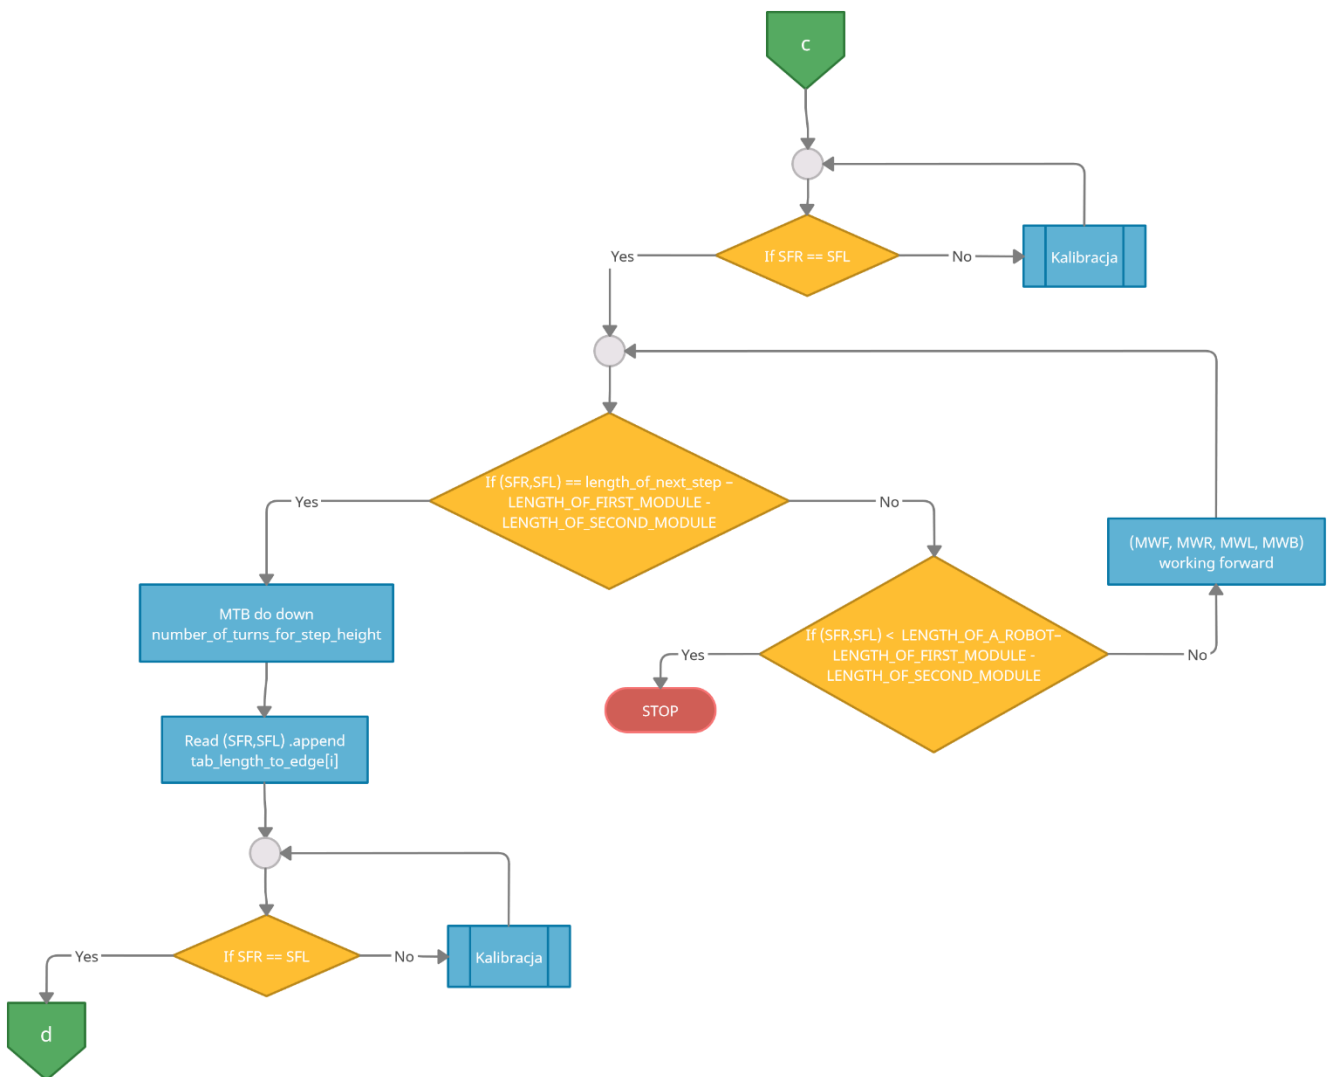 c
If SFR == SFL
Yes
No
Kalibracja
If (SFR,SFL) == length_of_next_step –
LENGTH_OF_FIRST_MODULE -
LENGTH_OF_SECOND_MODULE
Yes
No
(MWF, MWR, MWL, MWB)
working forward
MTB do down
number_of_turns_for_step_height
If (SFR,SFL) <  LENGTH_OF_A_ROBOT–
LENGTH_OF_FIRST_MODULE -
LENGTH_OF_SECOND_MODULE
Yes
No
STOP
Read (SFR,SFL) .append
tab_length_to_edge[i]
If SFR == SFL
Yes
No
Kalibracja
d